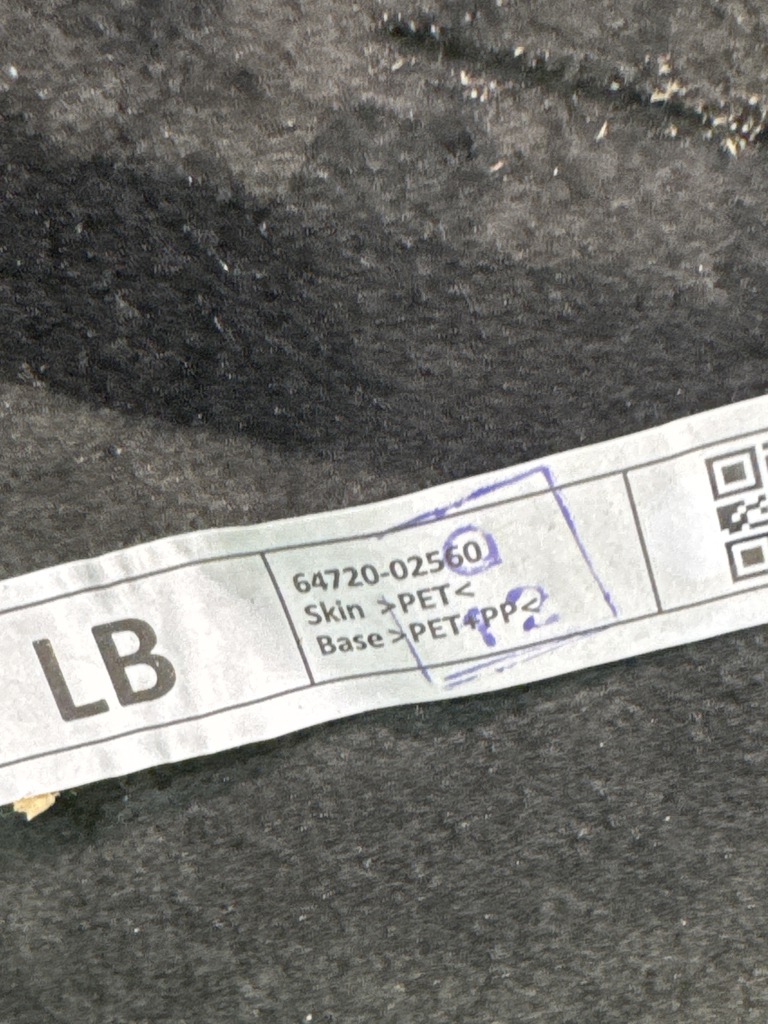 LB
64720-02560
Skin >PET<
Base>PET+PP<